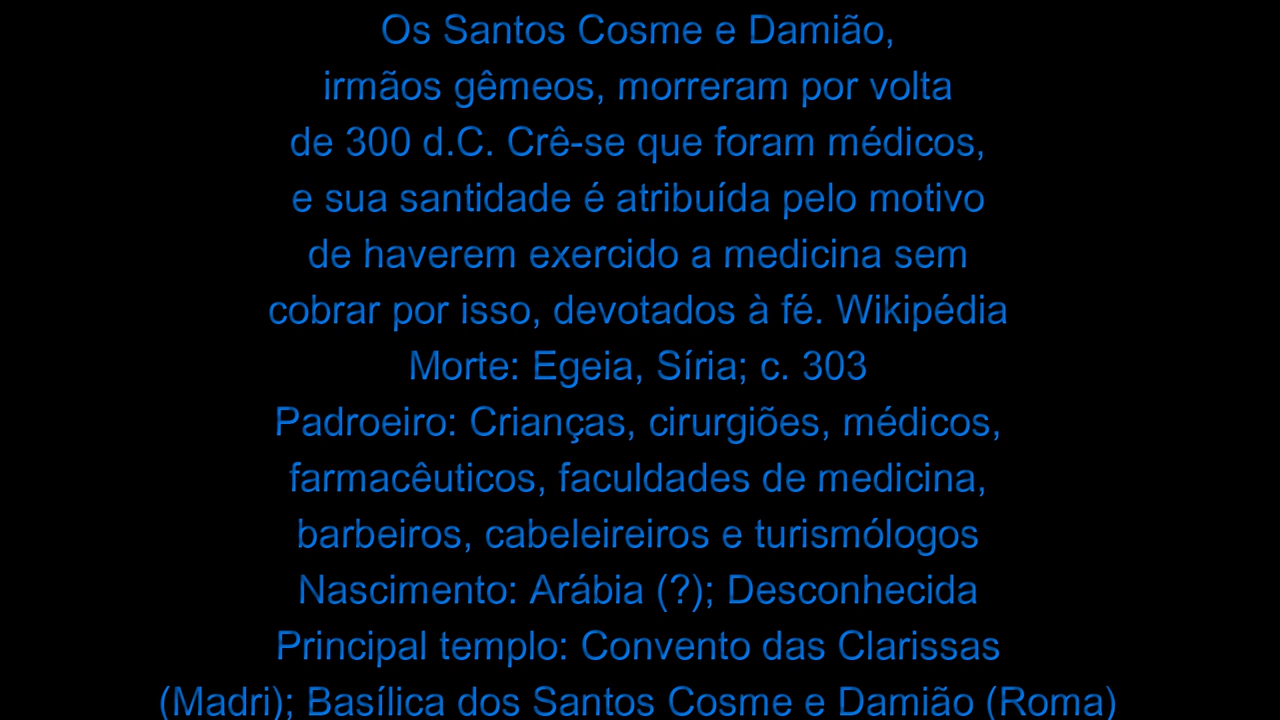 Os Santos Cosme e Damião,
irmãos gêmeos, morreram por volta
de 300 d.C. Crê-se que foram médicos,
e sua santidade é atribuída pelo motivo
de haverem exercido a medicina sem
cobrar por isso, devotados à fé. Wikipédia
Morte: Egeia, Síria; c. 303
Padroeiro: Crianças, cirurgiões, médicos,
farmacêuticos, faculdades de medicina,
barbeiros, cabeleireiros e turismólogos
Nascimento: Arábia (?); Desconhecida
Principal templo: Convento das Clarissas
(Madri); Basílica dos Santos Cosme e Damião (Roma)